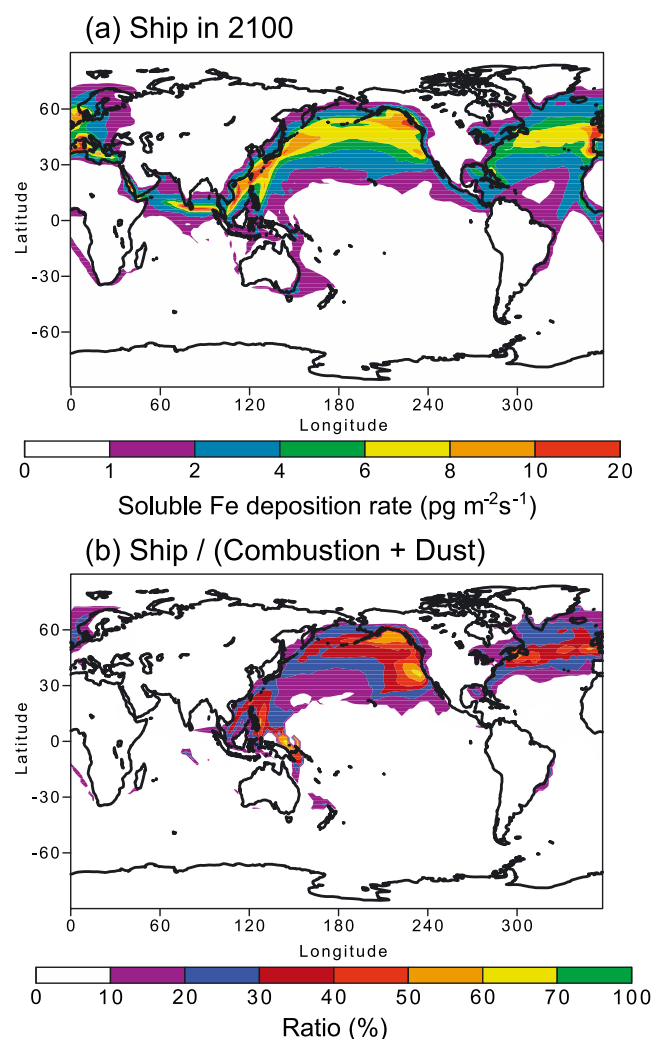 (a) Ship in 2100
60
30
0
-30
-60
Latitude
0 60 120 180 240 300
Longitude
0 1 2 4 6 8 10 20
Soluble Fe deposition rate (pg m⁻²s⁻¹)
(b) Ship / (Combustion + Dust)
60
30
0
-30
-60
Latitude
0 60 120 180 240 300
Longitude
0 10 20 30 40 50 60 70 100
Ratio (%)